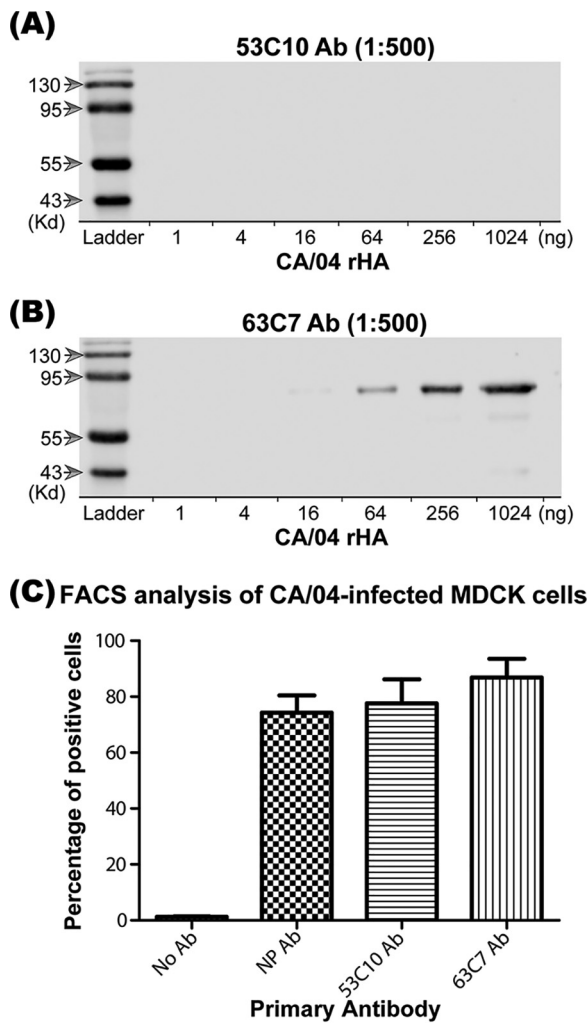 (A)
53C10 Ab (1:500)
130
95
55
43
(Kd)
Ladder 1 4 16 64 256 1024 (ng)
CA/04 rHA
(B)
63C7 Ab (1:500)
130
95
55
43
(Kd)
Ladder 1 4 16 64 256 1024 (ng)
CA/04 rHA
(C) FACS analysis of CA/04-infected MDCK cells
Percentage of positive cells
100
80
60
40
20
0
No Ab NP Ab 53C10 Ab 63C7 Ab
Primary Antibody